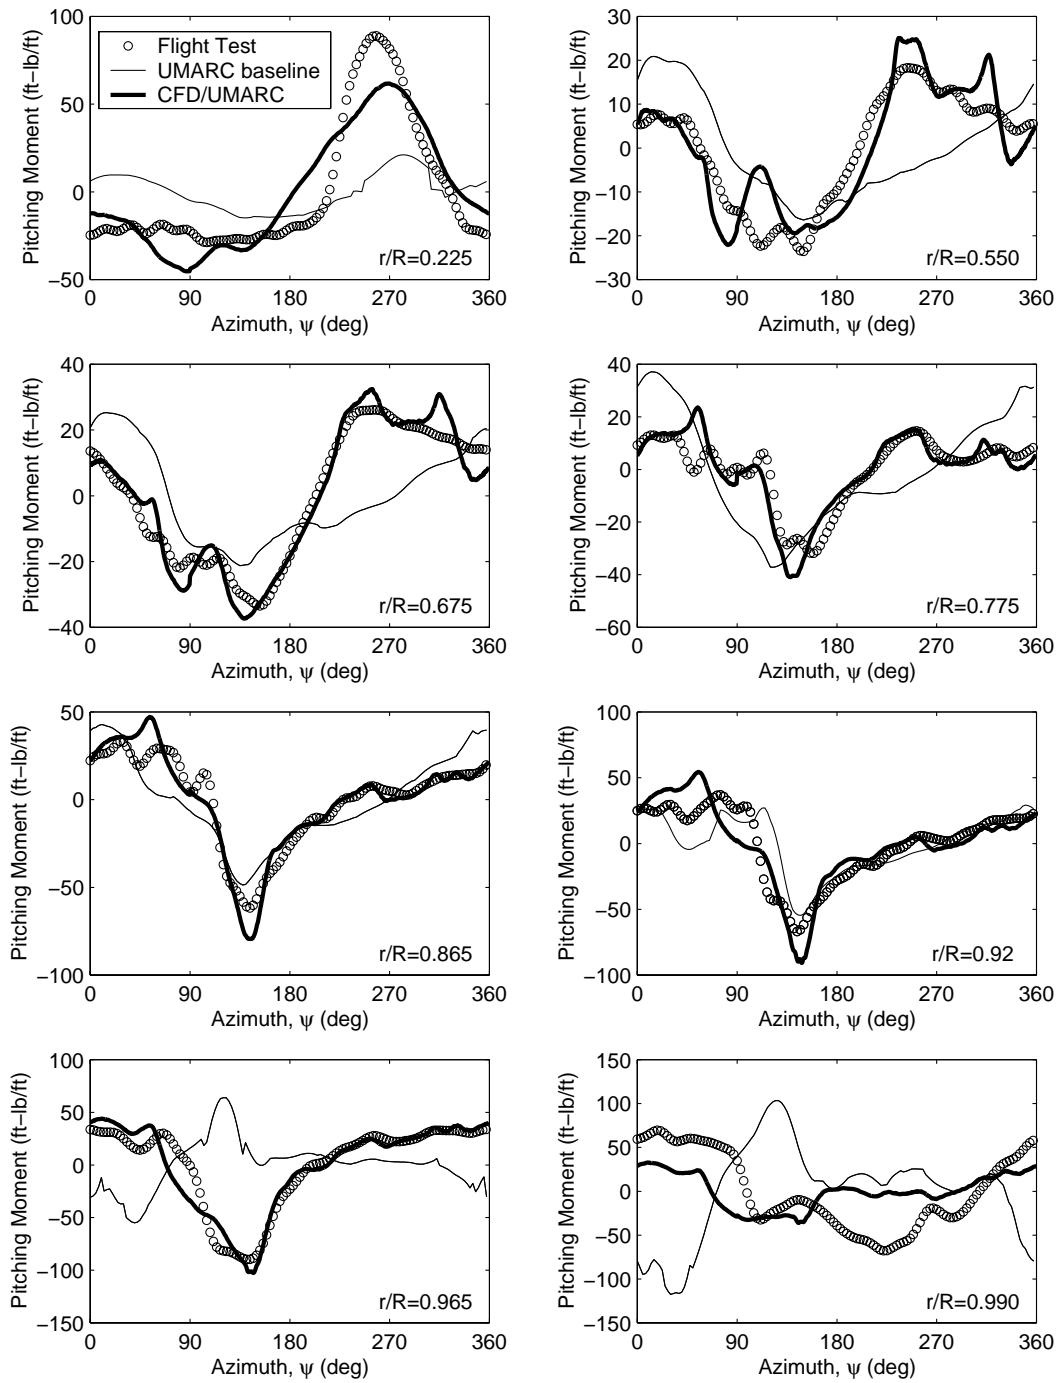 100
50
0
−50
Pitching Moment (ft−lb/ft)
Flight Test
UMARC baseline
CFD/UMARC
r/R=0.225
0 90 180 270 360
Azimuth, ψ (deg)
30
20
10
0
−10
−20
−30
Pitching Moment (ft−lb/ft)
r/R=0.550
0 90 180 270 360
Azimuth, ψ (deg)
40
20
0
−20
−40
Pitching Moment (ft−lb/ft)
r/R=0.675
0 90 180 270 360
Azimuth, ψ (deg)
40
20
0
−20
−40
−60
Pitching Moment (ft−lb/ft)
r/R=0.775
0 90 180 270 360
Azimuth, ψ (deg)
50
0
−50
−100
Pitching Moment (ft−lb/ft)
r/R=0.865
0 90 180 270 360
Azimuth, ψ (deg)
100
50
0
−50
−100
Pitching Moment (ft−lb/ft)
r/R=0.92
0 90 180 270 360
Azimuth, ψ (deg)
100
50
0
−50
−100
−150
Pitching Moment (ft−lb/ft)
r/R=0.965
0 90 180 270 360
Azimuth, ψ (deg)
150
100
50
0
−50
−100
−150
Pitching Moment (ft−lb/ft)
r/R=0.990
0 90 180 270 360
Azimuth, ψ (deg)